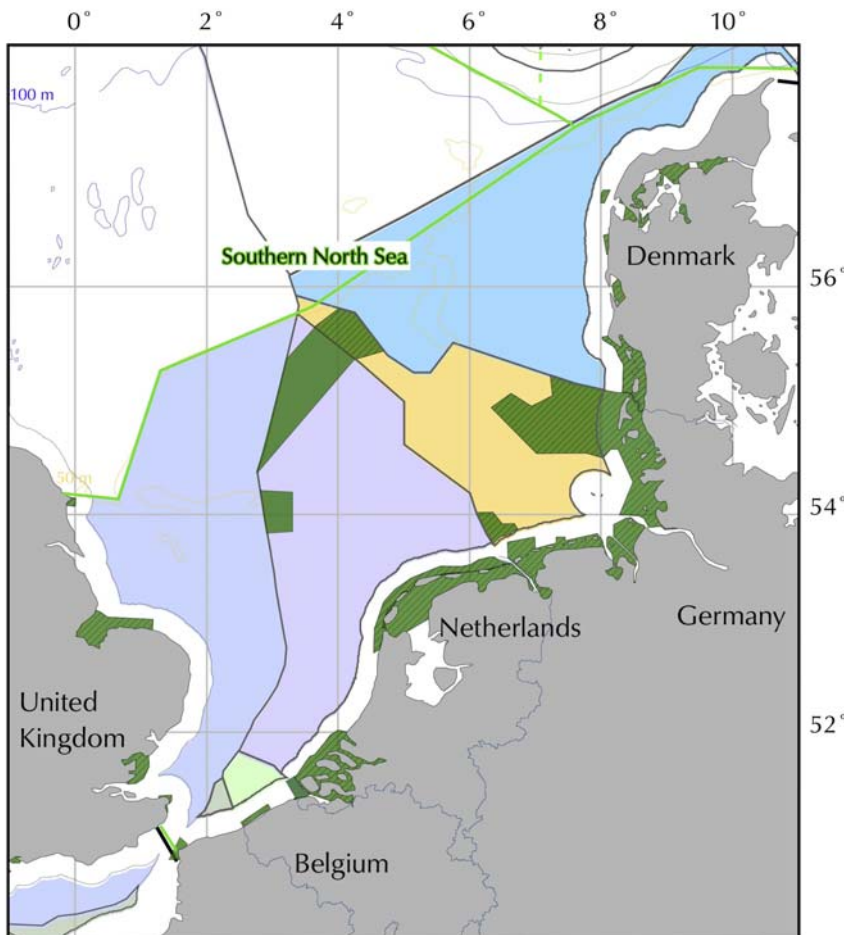 0° 2° 4° 6° 8° 10°
100 m
Southern North Sea
Denmark
56°
50 m
54°
Netherlands
Germany
United
Kingdom
52°
Belgium